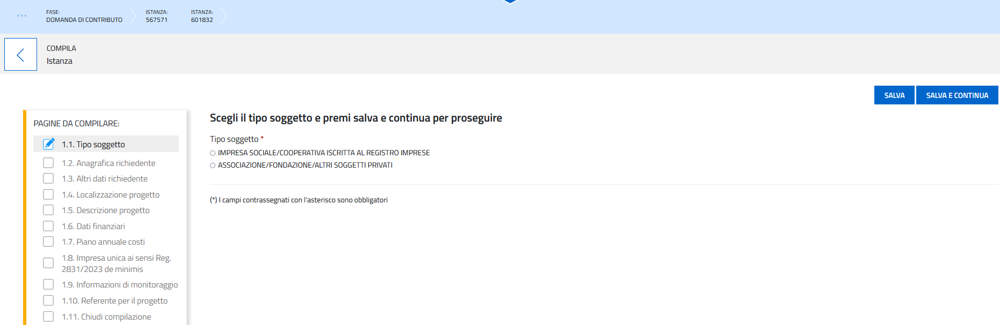 FASE:
DOMANDA DI CONTRIBUTO
ISTANZA:
567571
ISTANZA:
601832
COMPILA
Istanza
SALVA
SALVA E CONTINUA
PAGINE DA COMPILARE:
1.1. Tipo soggetto
1.2. Anagrafica richiedente
1.3. Altri dati richiedente
1.4. Localizzazione progetto
1.5. Descrizione progetto
1.6. Dati finanziari
1.7. Piano annuale costi
1.8. Impresa unica ai sensi Reg.
2831/2023 de minimis
1.9. Informazioni di monitoraggio
1.10. Referente per il progetto
1.11. Chiudi compilazione
Scegli il tipo soggetto e premi salva e continua per proseguire
Tipo soggetto *
IMPRESA SOCIALE/COOPERATIVA ISCRITTA AL REGISTRO IMPRESE
ASSOCIAZIONE/FONDAZIONE/ALTRI SOGGETTI PRIVATI
(*) I campi contrassegnati con l'asterisco sono obbligatori